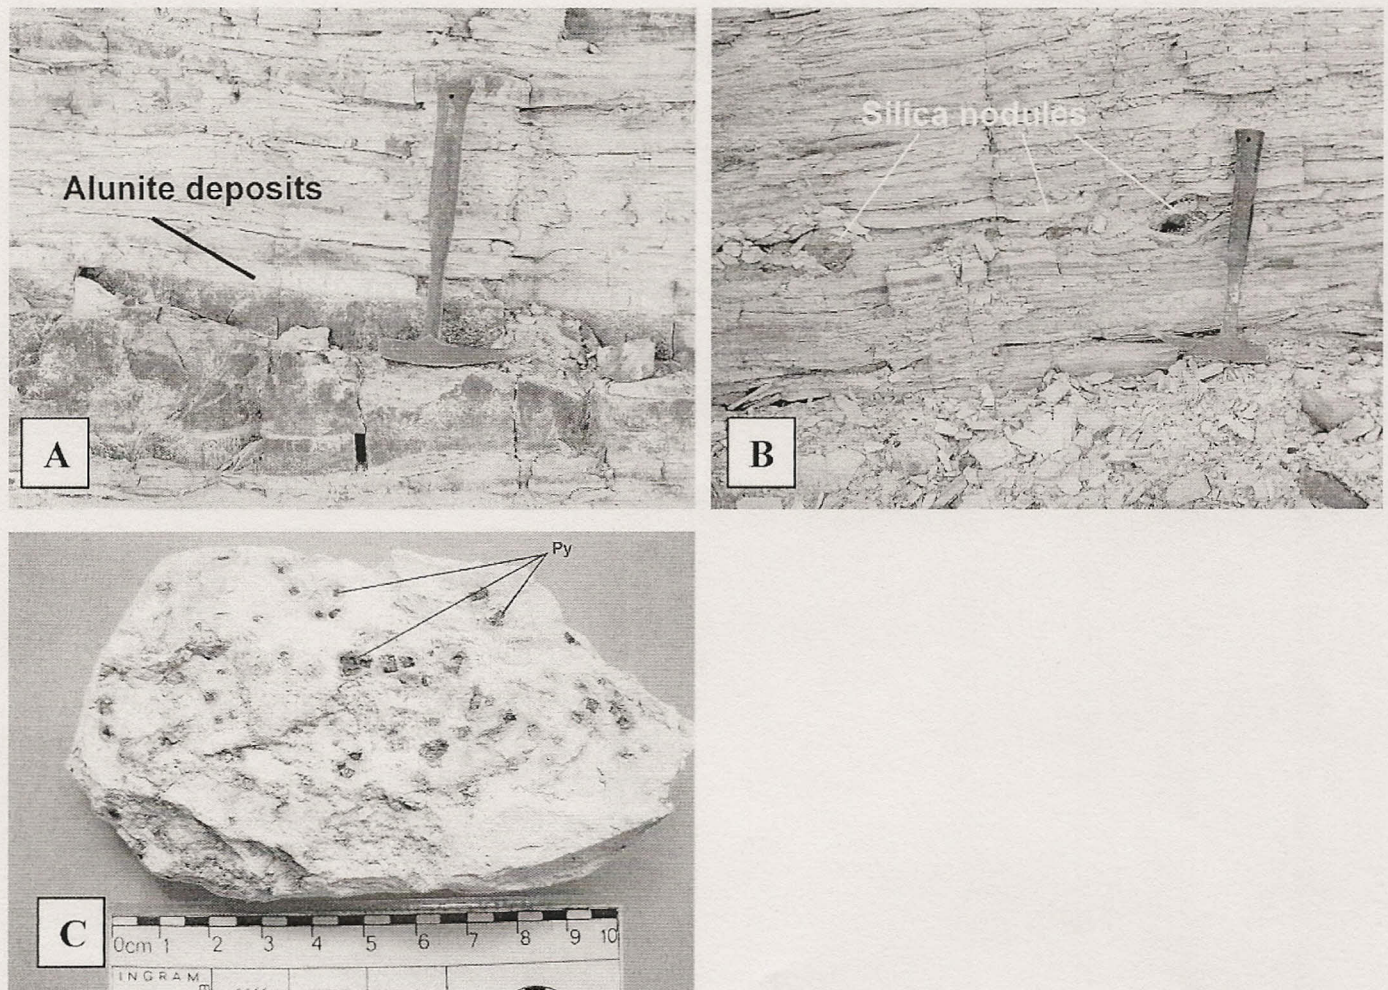 Alunite deposits
A
Silica nodules
B
Py
C
0cm 1 2 3 4 5 6 7 8 9 10
INGRAM